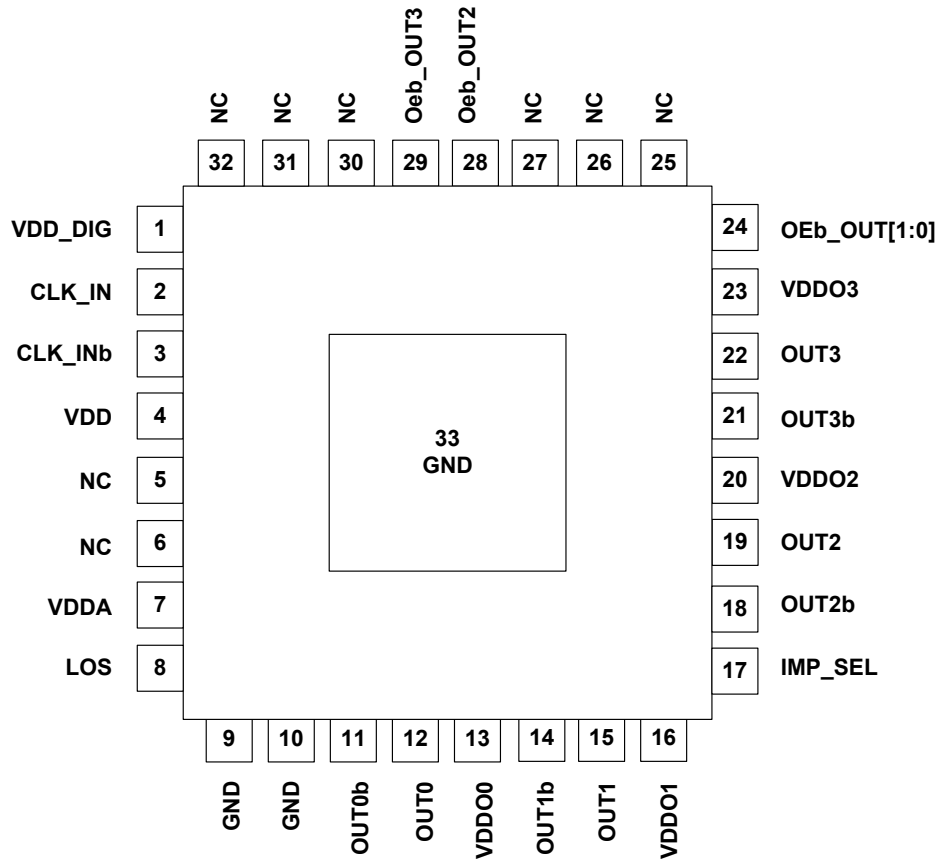 Oeb_OUT3
Oeb_OUT2
NC
NC
NC
NC
NC
NC
32
31
30
29
28
27
26
25
VDD_DIG
1
CLK_IN
2
CLK_INb
3
VDD
4
NC
5
NC
6
VDDA
7
LOS
8
33
GND
24
OEb_OUT[1:0]
23
VDDO3
22
OUT3
21
OUT3b
20
VDDO2
19
OUT2
18
OUT2b
17
IMP_SEL
9
10
11
12
13
14
15
16
GND
GND
OUT0b
OUT0
VDDO0
OUT1b
OUT1
VDDO1